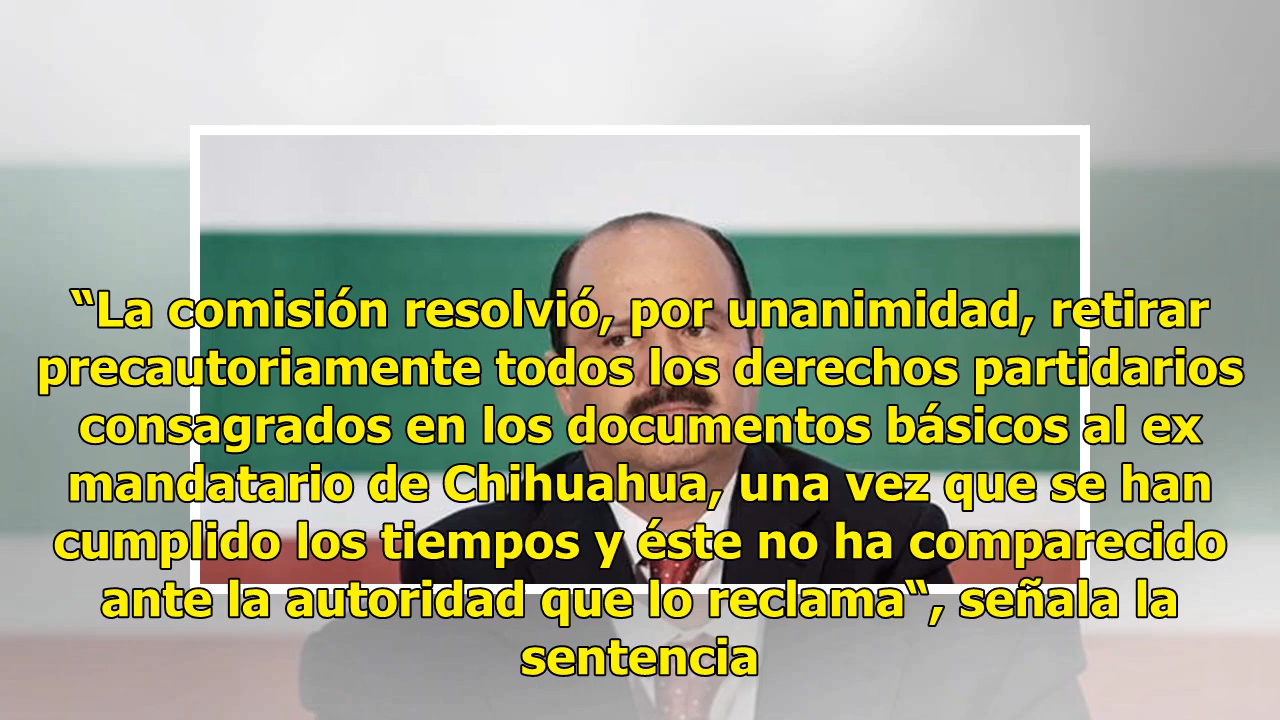 “La comisión resolvió, por unanimidad, retirar
precautoriamente todos los derechos partidarios
consagrados en los documentos básicos al ex
mandatario de Chihuahua, una vez que se han
cumplido los tiempos y éste no ha comparecido
ante la autoridad que lo reclama“, señala la
sentencia